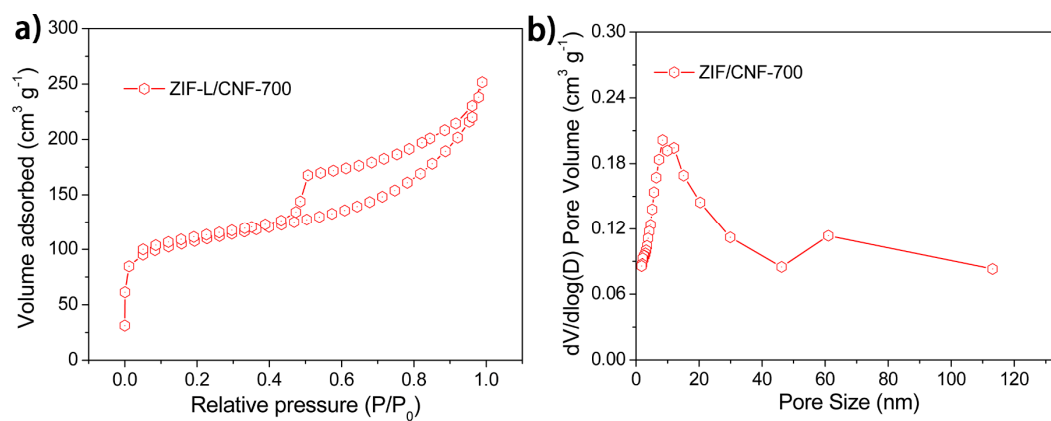 a)
300
250
200
150
100
50
0
Volume adsorbed (cm³ g⁻¹)
ZIF-L/CNF-700
0.0 0.2 0.4 0.6 0.8 1.0
Relative pressure (P/P₀)
b)
0.30
0.24
0.18
0.12
0.06
0.00
dV/dlog(D) Pore Volume (cm³ g⁻¹)
ZIF/CNF-700
0 20 40 60 80 100 120
Pore Size (nm)